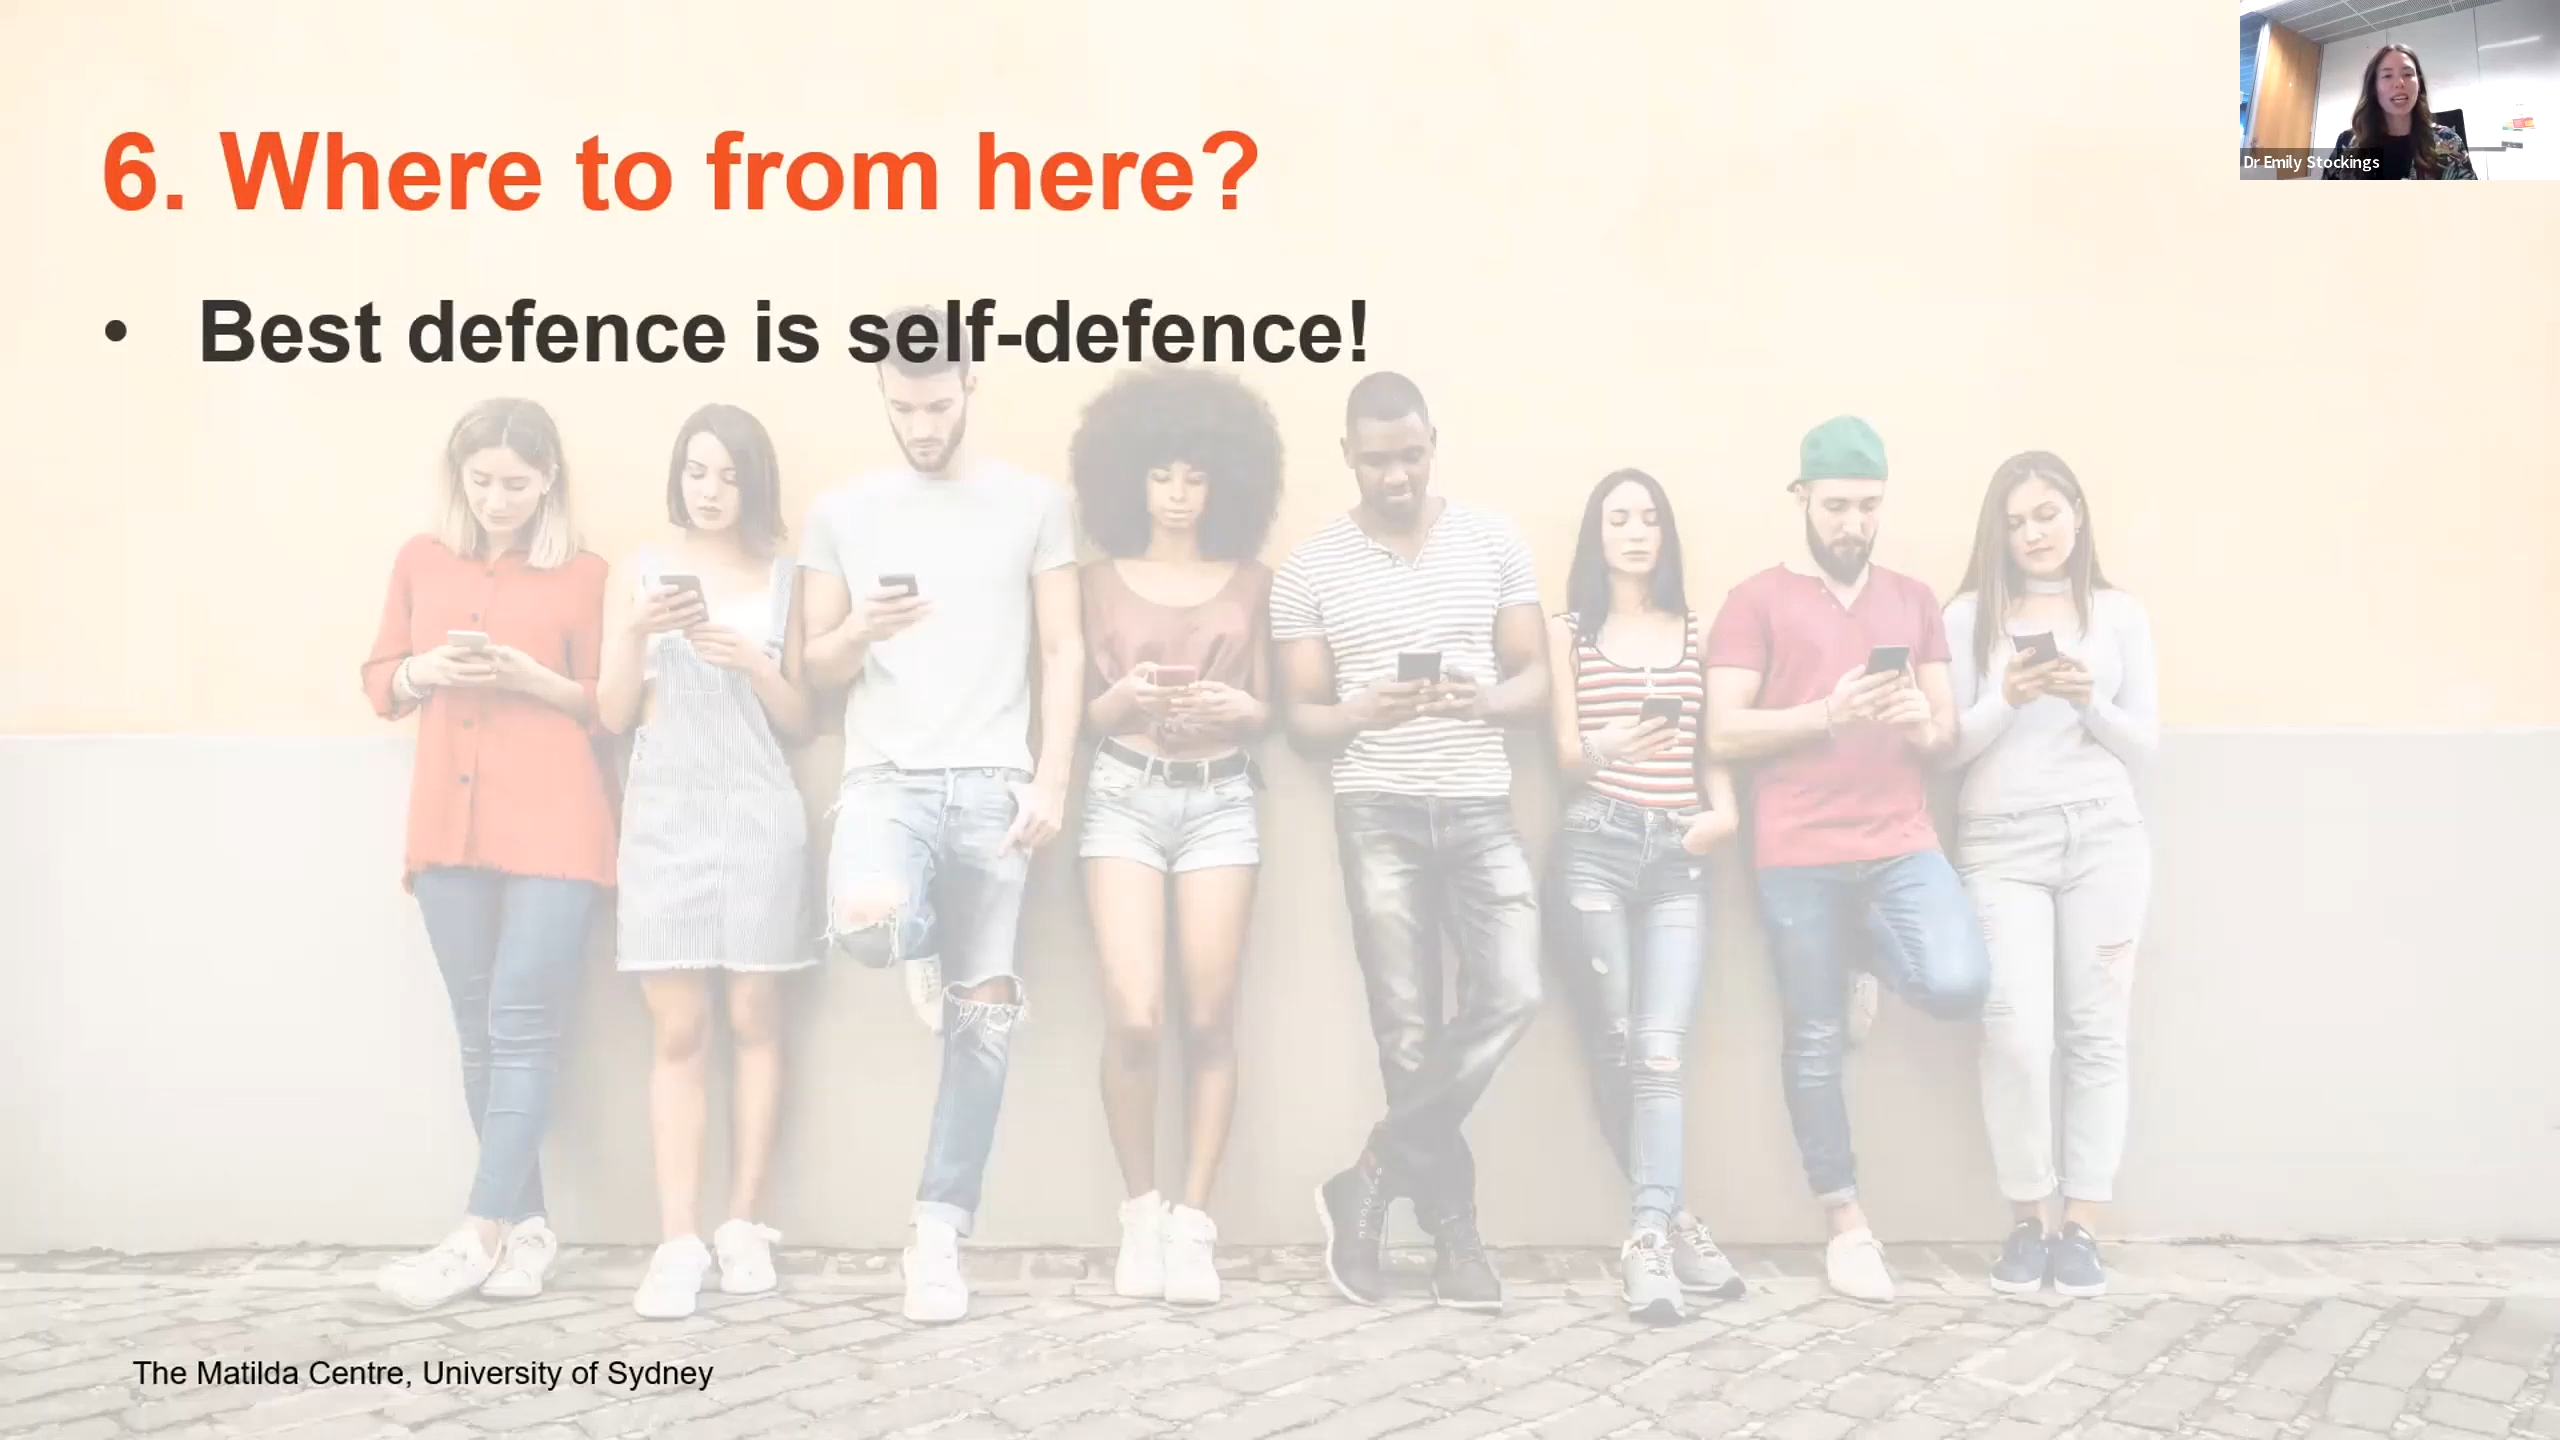 6. Where to from here?
• Best defence is self-defence!
Dr Emily Stockings
The Matilda Centre, University of Sydney